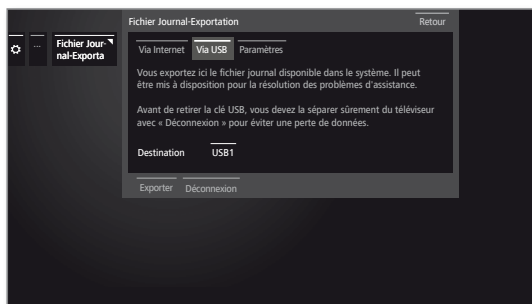 Fichier Journal-Exportation
Retour
...
Fichier Jour-
nal-Exporta
Via Internet
Via USB
Paramètres
Vous exportez ici le fichier journal disponible dans le système. Il peut
être mis à disposition pour la résolution des problèmes d'assistance.
Avant de retirer la clé USB, vous devez la séparer sûrement du téléviseur
avec « Déconnexion » pour éviter une perte de données.
Destination
USB1
Exporter
Déconnexion